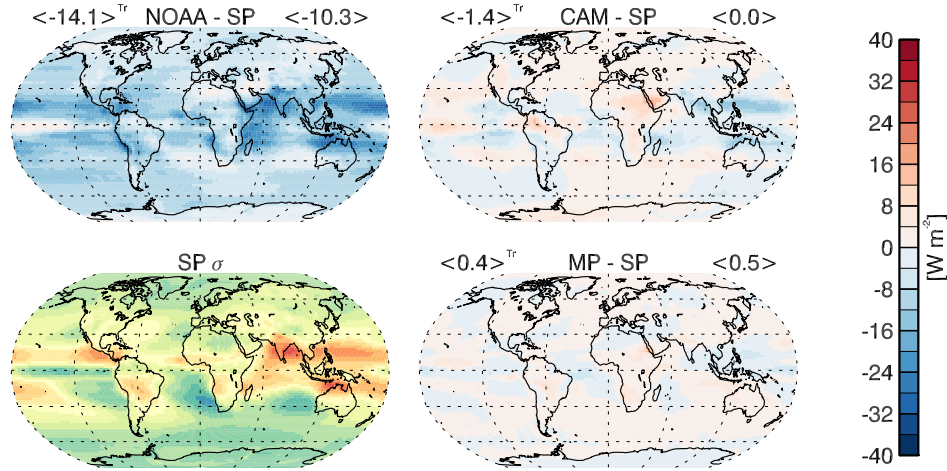 <-14.1> Tr NOAA - SP <-10.3>
<-1.4> Tr CAM - SP <0.0>
SP σ
<0.4> Tr MP - SP <0.5>
40
32
24
16
8
0
-8
-16
-24
-32
-40
[W m-2]